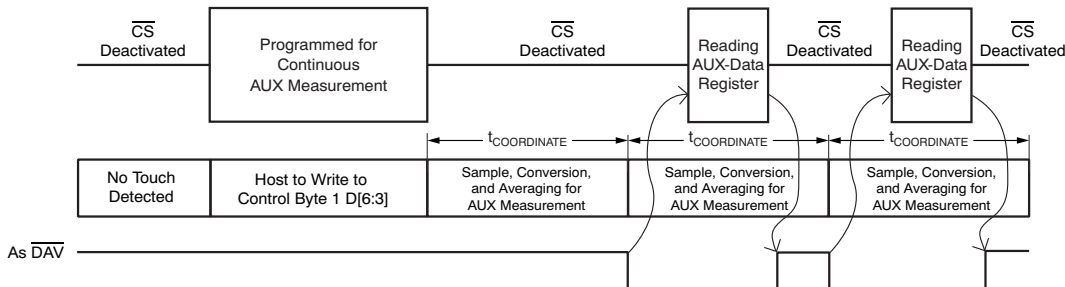 CS
Deactivated
Programmed for
Continuous
AUX Measurement
CS
Deactivated
Reading
AUX-Data
Register
CS
Deactivated
Reading
AUX-Data
Register
CS
Deactivated
tCOORDINATE
tCOORDINATE
tCOORDINATE
No Touch
Detected
Host to Write to
Control Byte 1 D[6:3]
Sample, Conversion,
and Averaging for
AUX Measurement
Sample, Conversion,
and Averaging for
AUX Measurement
Sample, Conversion,
and Averaging for
AUX Measurement
As DAV